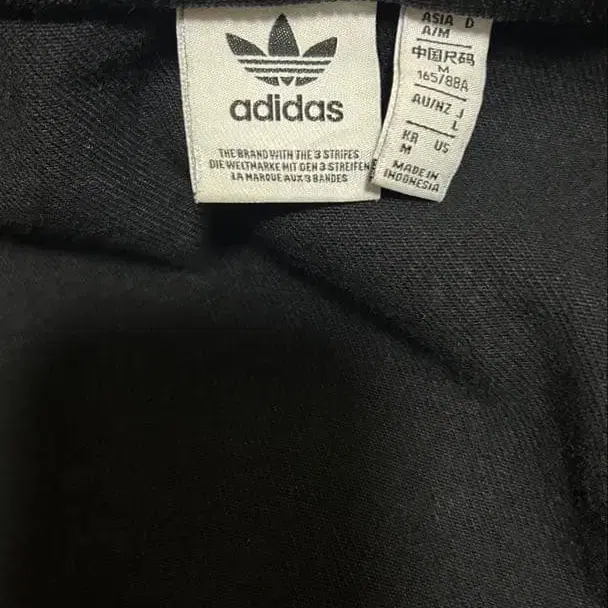 adidas
THE BRAND WITH THE 3 STRIPES
DIE WELTMARKE MIT DEN 3 STREIFEN
LA MARQUE AUX 3 BANDES
ASIA D
A/M
中国尺码
M
165/88A
AU/NZ J
L
KR US
M
MADE IN
INDONESIA